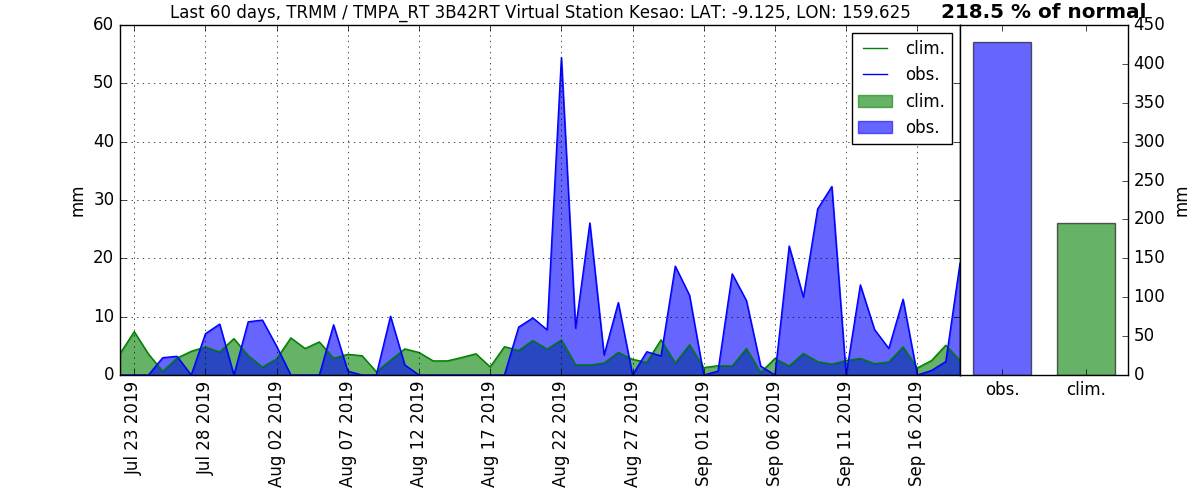 Last 60 days, TRMM / TMPA_RT 3B42RT Virtual Station Kesao: LAT: -9.125, LON: 159.625
218.5 % of normal
60
50
40
30
20
10
0
mm
clim.
obs.
clim.
obs.
Jul 23 2019
Jul 28 2019
Aug 02 2019
Aug 07 2019
Aug 12 2019
Aug 17 2019
Aug 22 2019
Aug 27 2019
Sep 01 2019
Sep 06 2019
Sep 11 2019
Sep 16 2019
450
400
350
300
250
200
150
100
50
0
mm
obs.
clim.